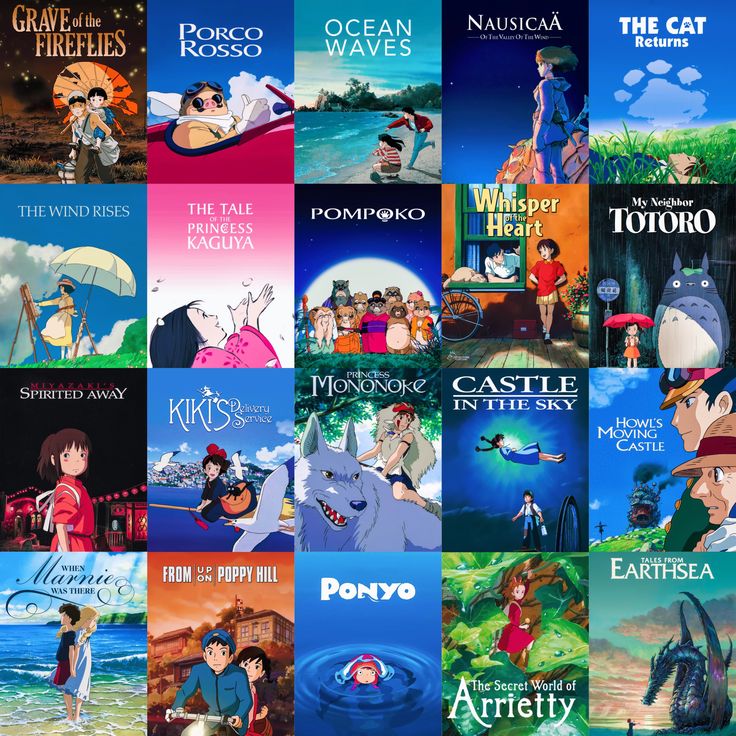 GRAVE of the
FIREFLIES
PORCO
ROSSO
OCEAN
WAVES
NAUSICAÄ
OF THE VALLEY OF THE WIND
THE CAT
Returns
THE WIND RISES
THE TALE
OF THE
PRINCESS
KAGUYA
POMPOKO
Whisper
of the
Heart
My Neighbor
TOTORO
MIYAZAKI'S
SPIRITED AWAY
KIKI'S Delivery
Service
PRINCESS
MONONOKE
CASTLE
IN THE SKY
HOWL'S
MOVING
CASTLE
WHEN
Marnie
WAS THERE
FROM UP ON POPPY HILL
PONYO
The Secret World of
Arrietty
TALES FROM
EARTHSEA